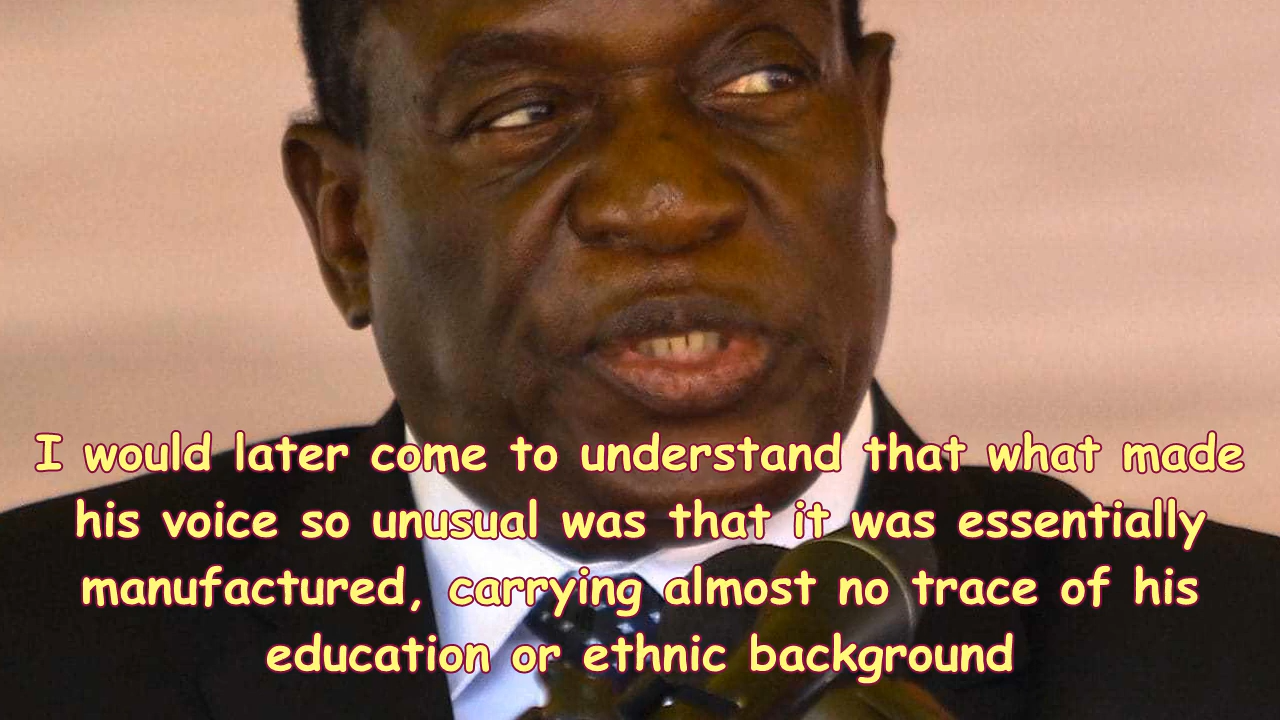 I would later come to understand that what made
his voice so unusual was that it was essentially
manufactured, carrying almost no trace of his
education or ethnic background